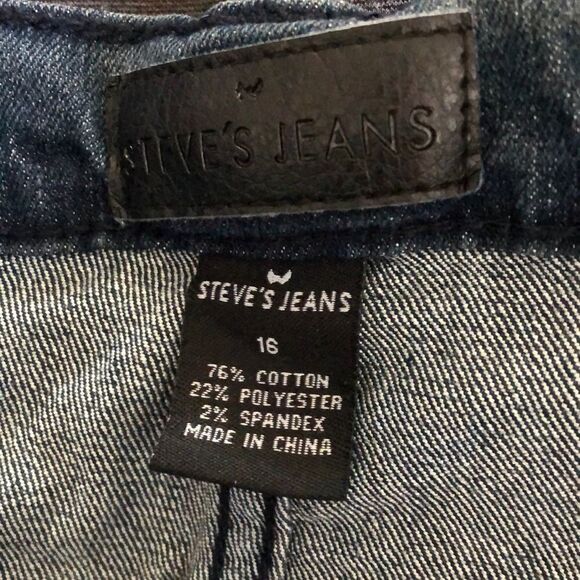 STEVE'S JEANS
STEVE'S JEANS
16
76% COTTON
22% POLYESTER
2% SPANDEX
MADE IN CHINA